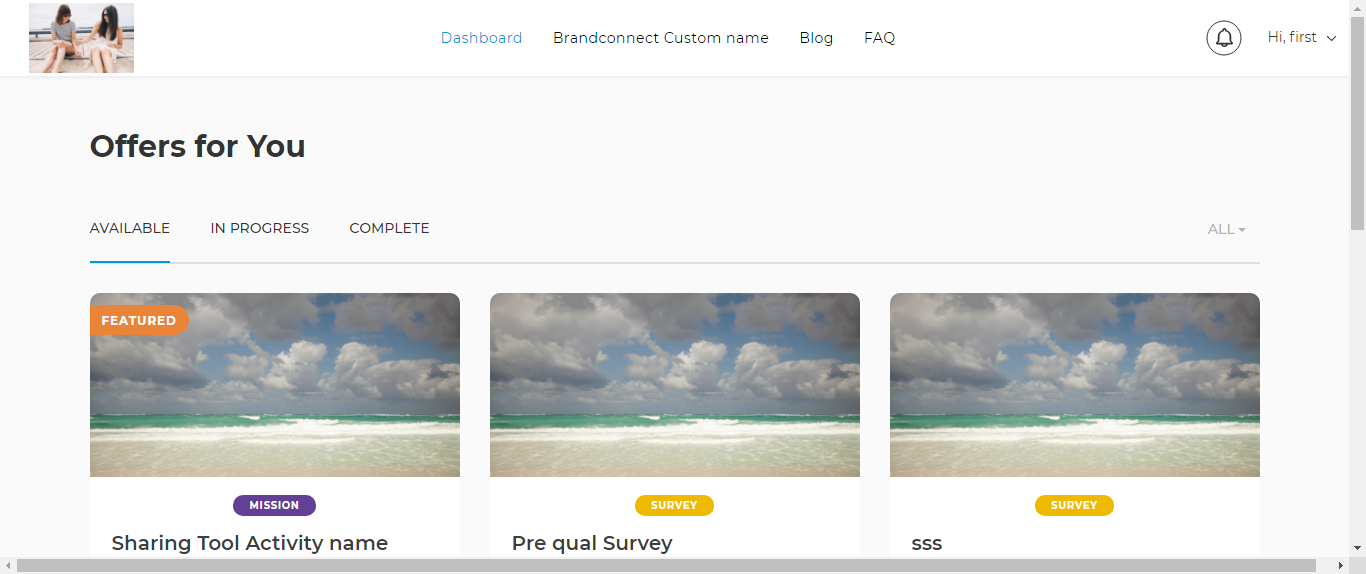 Dashboard Brandconnect Custom name Blog FAQ Hi, first
Offers for You
AVAILABLE IN PROGRESS COMPLETE ALL
FEATURED
MISSION SURVEY SURVEY
Sharing Tool Activity name Pre qual Survey sss